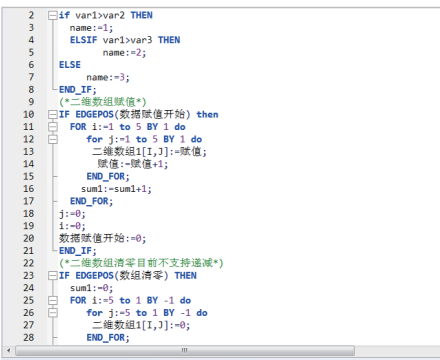 2 if var1>var2 THEN
3 name:=1;
4 ELSIF var1>var3 THEN
5 name:=2;
6 ELSE
7 name:=3;
8 END_IF;
9 (*二维数组赋值*)
10 IF EDGEPOS(数据赋值开始) then
11 FOR i:=1 to 5 BY 1 do
12 for j:=1 to 5 BY 1 do
13 二维数组1[I,J]:=赋值;
14 赋值:=赋值+1;
15 END_FOR;
16 sum1:=sum1+1;
17 END_FOR;
18 j:=0;
19 i:=0;
20 数据赋值开始:=0;
21 END_IF;
22 (*二维数组清零目前不支持递减*)
23 IF EDGEPOS(数组清零) THEN
24 sum1:=0;
25 FOR i:=5 to 1 BY -1 do
26 for j:=5 to 1 BY -1 do
27 二维数组1[I,J]:=0;
28 END_FOR;